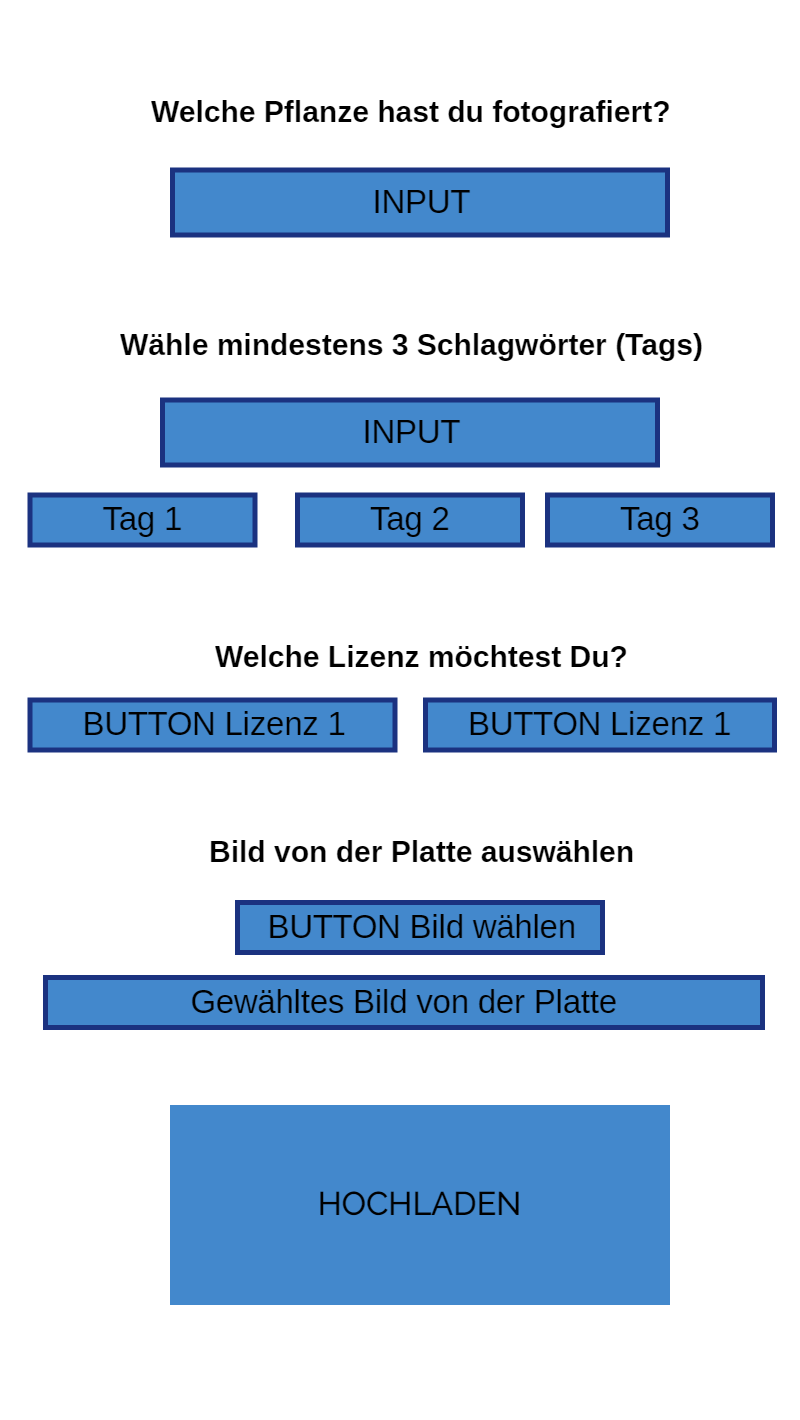 Welche Pflanze hast du fotografiert?
INPUT
Wähle mindestens 3 Schlagwörter (Tags)
INPUT
Tag 1 Tag 2 Tag 3
Welche Lizenz möchtest Du?
BUTTON Lizenz 1 BUTTON Lizenz 1
Bild von der Platte auswählen
BUTTON Bild wählen
Gewähltes Bild von der Platte
HOCHLADEN